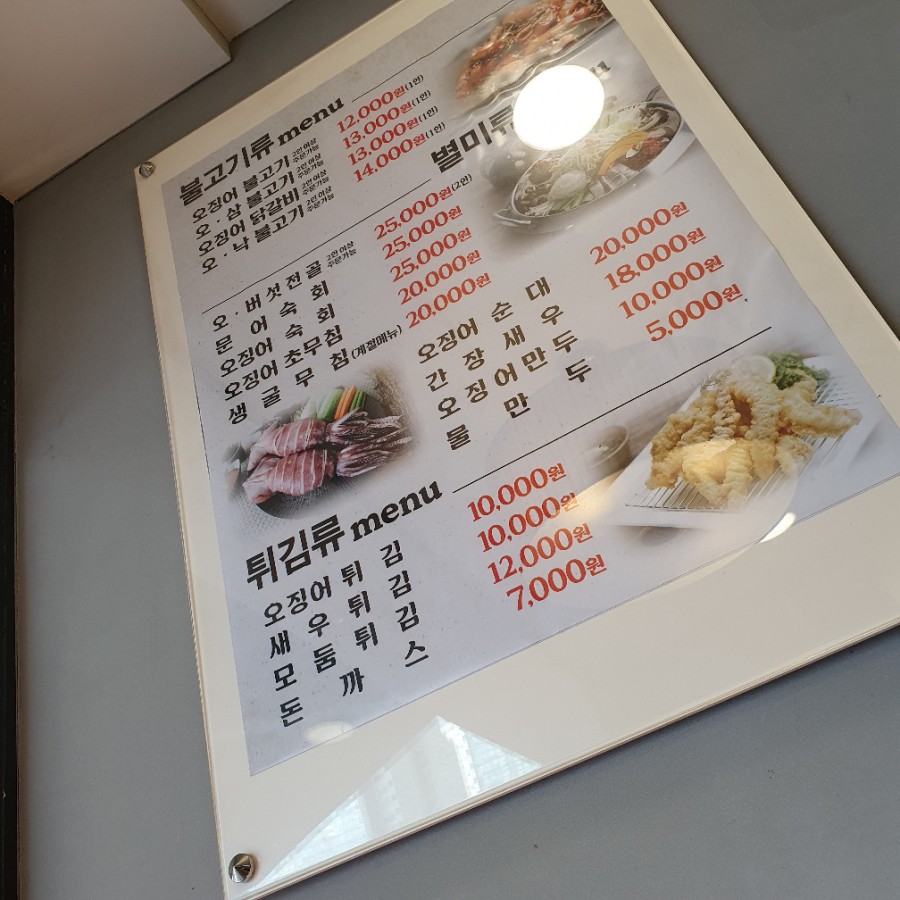 불고기류 menu
오징어 불고기 2인 이상 주문가능 12,000원(1인)
오·삼 불고기 2인 이상 주문가능 13,000원(1인)
오징어 닭갈비 2인 이상 주문가능 13,000원(1인)
오·낙 불고기 2인 이상 주문가능 14,000원(1인)
별미류
오·버섯전골 2인 이상 주문가능 25,000원(2인)
문어숙회 25,000원
오징어숙회 25,000원
오징어초무침 20,000원
생굴무침(계절메뉴) 20,000원
오징어순대 20,000원
간장새우 18,000원
오징어만두 10,000원
물만두 5,000원
튀김류 menu
오징어튀김 10,000원
새우튀김 10,000원
모둠튀김 12,000원
돈까스 7,000원